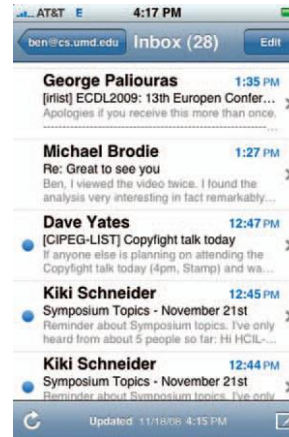 AT&T E 4:17 PM
ben@cs.umd.edu Inbox (28) Edit
George Paliouras 1:35 PM
[irlist] ECDL2009: 13th Europen Confer...
Apologies if you receive this more than once.
--------------------------------------------------...
Michael Brodie 1:27 PM
Re: Great to see you
Ben, I viewed the video twice. I found the
analysis very interesting in fact remarkably...
Dave Yates 12:47 PM
[CIPEG-LIST] Copyfight talk today
If anyone else is planning on attending the
Copyfight talk today (4pm, Stamp) and wa...
Kiki Schneider 12:45 PM
Symposium Topics - November 21st
Reminder about Symposium topics. I've only
heard from about 5 people so far: Hi HCIL-...
Kiki Schneider 12:44 PM
Symposium Topics - November 21st
Reminder about Symposium topics. I've only
Updated 11/18/08 4:15 PM